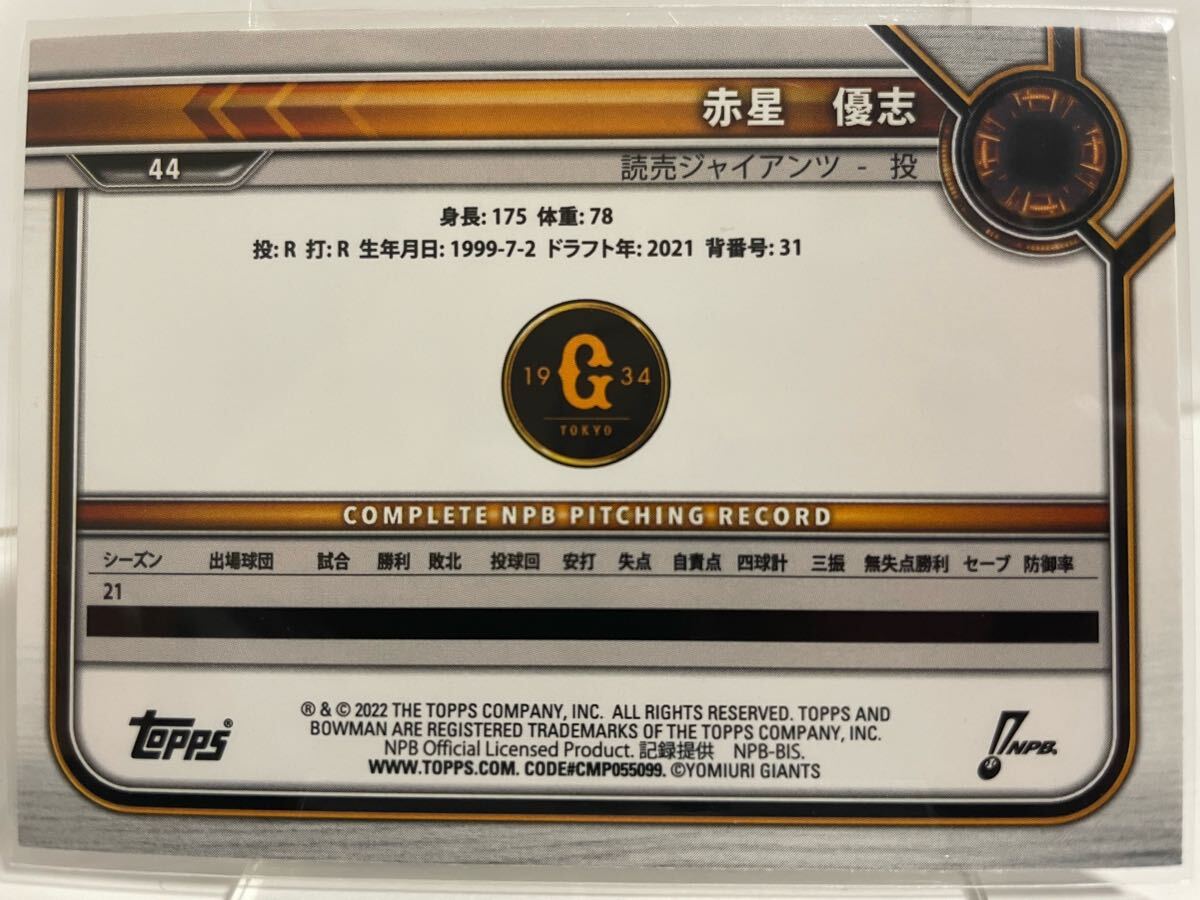 赤星 優志
44
読売ジャイアンツ - 投
身長: 175 体重: 78
投: R 打: R 生年月日: 1999-7-2 ドラフト年: 2021 背番号: 31
19 G 34
TOKYO
COMPLETE NPB PITCHING RECORD
シーズン 出場球団 試合 勝利 敗北 投球回 安打 失点 自責点 四球計 三振 無失点勝利 セーブ 防御率
21
topps®
® & © 2022 THE TOPPS COMPANY, INC. ALL RIGHTS RESERVED. TOPPS AND
BOWMAN ARE REGISTERED TRADEMARKS OF THE TOPPS COMPANY, INC.
NPB Official Licensed Product. 記録提供 NPB-BIS.
WWW.TOPPS.COM. CODE#CMP055099. ©YOMIURI GIANTS
NPB.